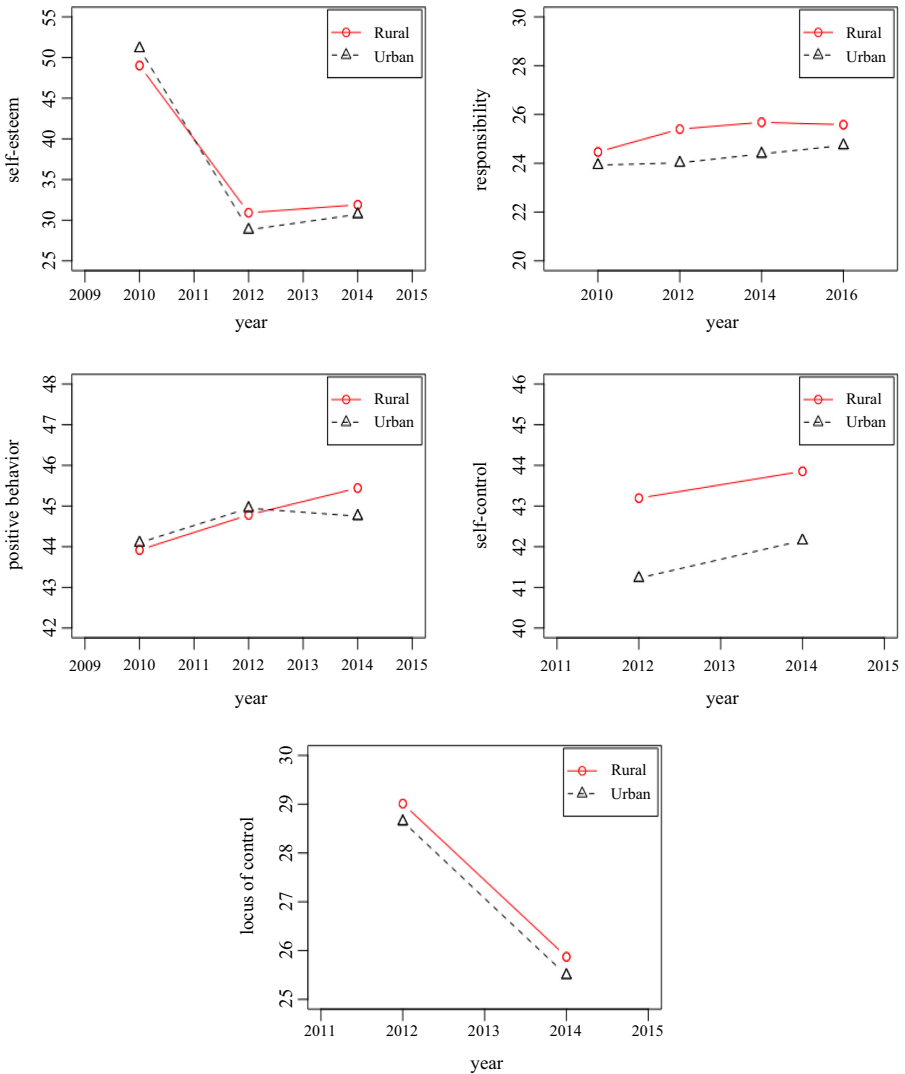 self-esteem
55
50
45
40
35
30
25
Rural
Urban
2009 2010 2011 2012 2013 2014 2015
year
responsibility
30
28
26
24
22
20
Rural
Urban
2010 2012 2014 2016
year
positive behavior
48
47
46
45
44
43
42
Rural
Urban
2009 2010 2011 2012 2013 2014 2015
year
self-control
46
45
44
43
42
41
40
Rural
Urban
2011 2012 2013 2014 2015
year
locus of control
30
29
28
27
26
25
Rural
Urban
2011 2012 2013 2014 2015
year